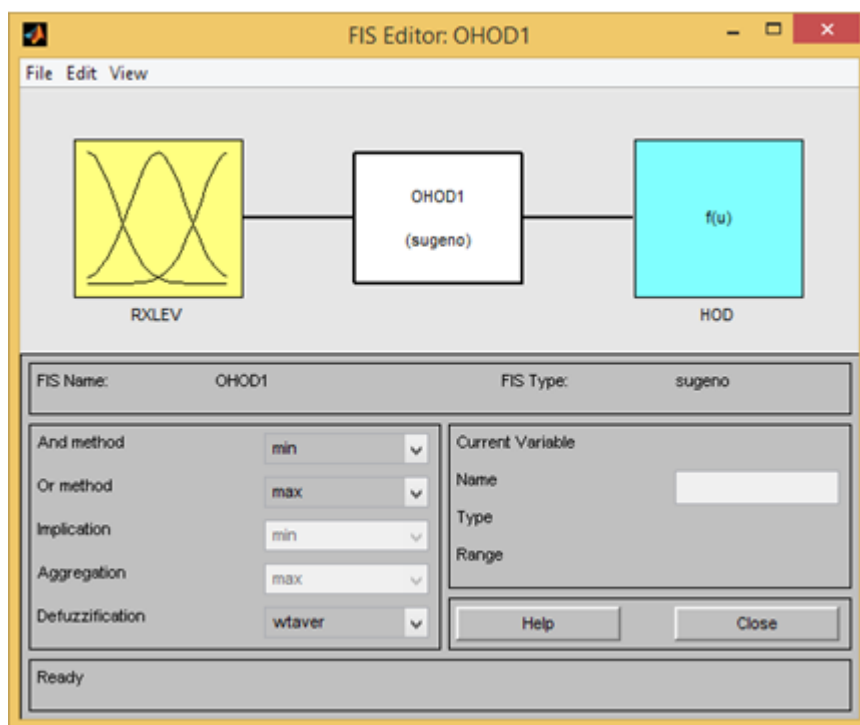 FIS Editor: OHOD1
File Edit View
OHOD1
(sugeno)
f(u)
RXLEV
HOD
FIS Name: OHOD1 FIS Type: sugeno
And method min
Or method max
Implication min
Aggregation max
Defuzzification wtaver
Current Variable
Name
Type
Range
Help Close
Ready